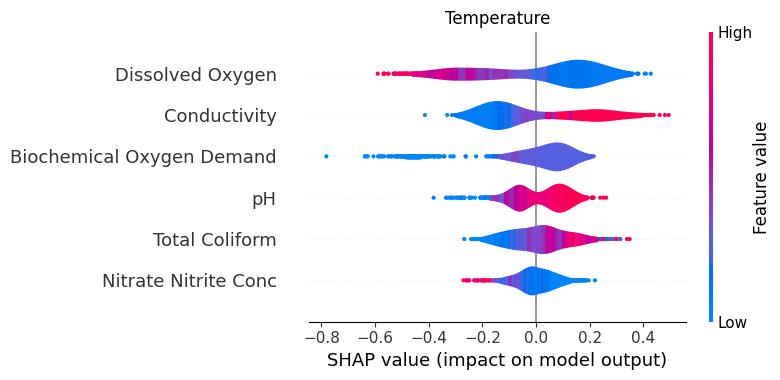 Temperature
High
Dissolved Oxygen
Conductivity
Biochemical Oxygen Demand
pH
Total Coliform
Nitrate Nitrite Conc
Feature value
Low
−0.8 −0.6 −0.4 −0.2 0.0 0.2 0.4
SHAP value (impact on model output)